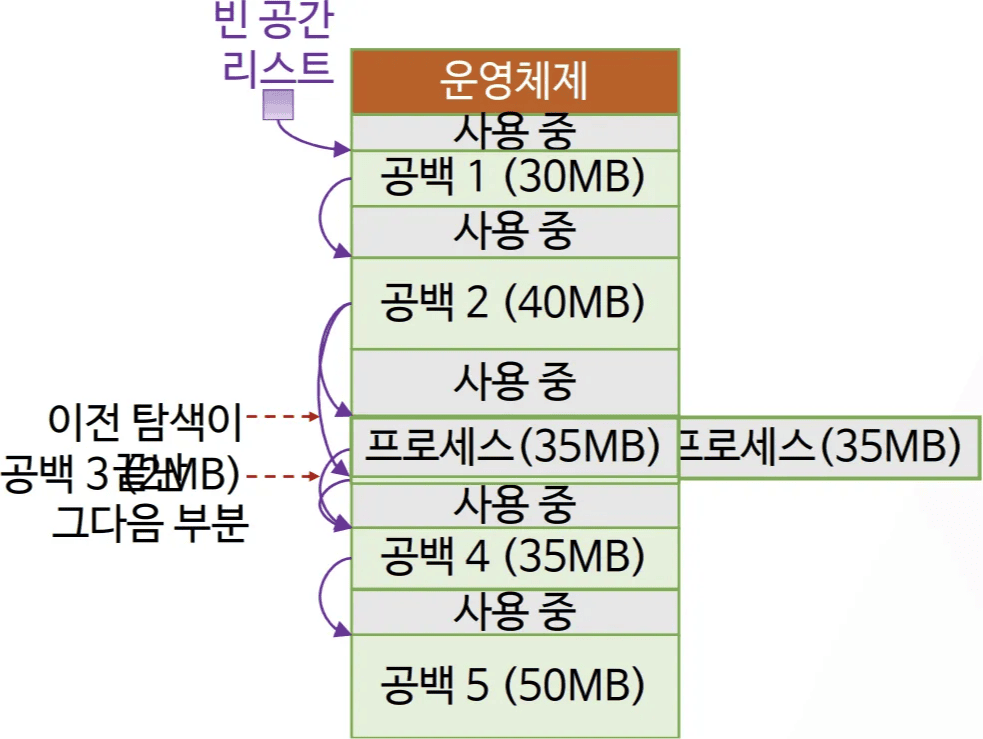 빈 공간
리스트
운영체제
사용 중
공백 1 (30MB)
사용 중
공백 2 (40MB)
사용 중
이전 탐색이
프로세스(35MB)
프로세스(35MB)
공백 3 (2MB)
끝난
그다음 부분
사용 중
공백 4 (35MB)
사용 중
공백 5 (50MB)